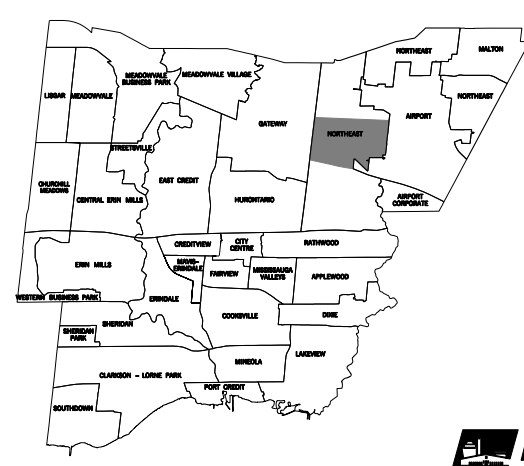 NORTHEAST
MALTON
MEADOWVALE
BUSINESS PARK
MEADOWVALE VILLAGE
LISGAR
MEADOWVALE
NORTHEAST
GATEWAY
AIRPORT
NORTHEAST
STREETSVILLE
EAST CREDIT
CHURCHILL
MEADOWS
CENTRAL ERIN MILLS
HURONTARIO
AIRPORT
CORPORATE
CREDITVIEW
CITY
CENTRE
RATHWOOD
ERIN MILLS
MAVIS-
ERINDALE
FAIRVIEW
MISSISSAUGA
VALLEYS
APPLEWOOD
WESTERN BUSINESS PARK
ERINDALE
SHERIDAN
COOKSVILLE
DIXIE
SHERIDAN
PARK
MINEOLA
LAKEVIEW
CLARKSON - LORNE PARK
PORT CREDIT
SOUTHDOWN